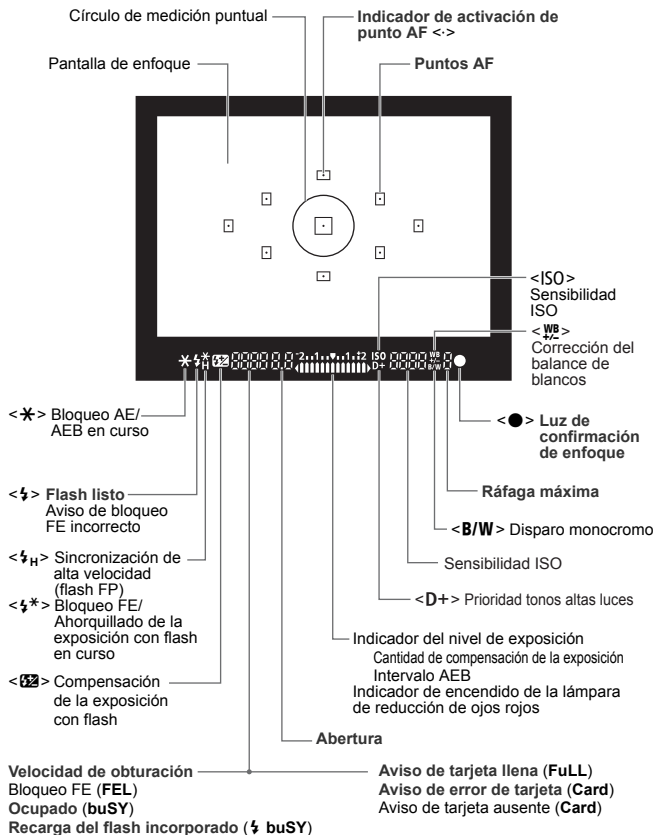 Círculo de medición puntual
Indicador de activación de
punto AF <·>
Pantalla de enfoque
Puntos AF
<ISO>
Sensibilidad
ISO
<WB +/->
Corrección del
balance de
blancos
-2..1..▼..1..+2 ISO
D+
WB
+/-
B/W
<✱> Bloqueo AE/
AEB en curso
<●> Luz de
confirmación
de enfoque
<⚡> Flash listo
Aviso de bloqueo
FE incorrecto
Ráfaga máxima
<B/W> Disparo monocromo
<⚡H> Sincronización de
alta velocidad
(flash FP)
Sensibilidad ISO
<D+> Prioridad tonos altas luces
<⚡*> Bloqueo FE/
Ahorquillado de la
exposición con flash
en curso
Indicador del nivel de exposición
Cantidad de compensación de la exposición
Intervalo AEB
Indicador de encendido de la lámpara
de reducción de ojos rojos
<⚡±> Compensación
de la exposición
con flash
Abertura
Velocidad de obturación
Bloqueo FE (FEL)
Ocupado (buSY)
Recarga del flash incorporado (⚡ buSY)
Aviso de tarjeta llena (FuLL)
Aviso de error de tarjeta (Card)
Aviso de tarjeta ausente (Card)